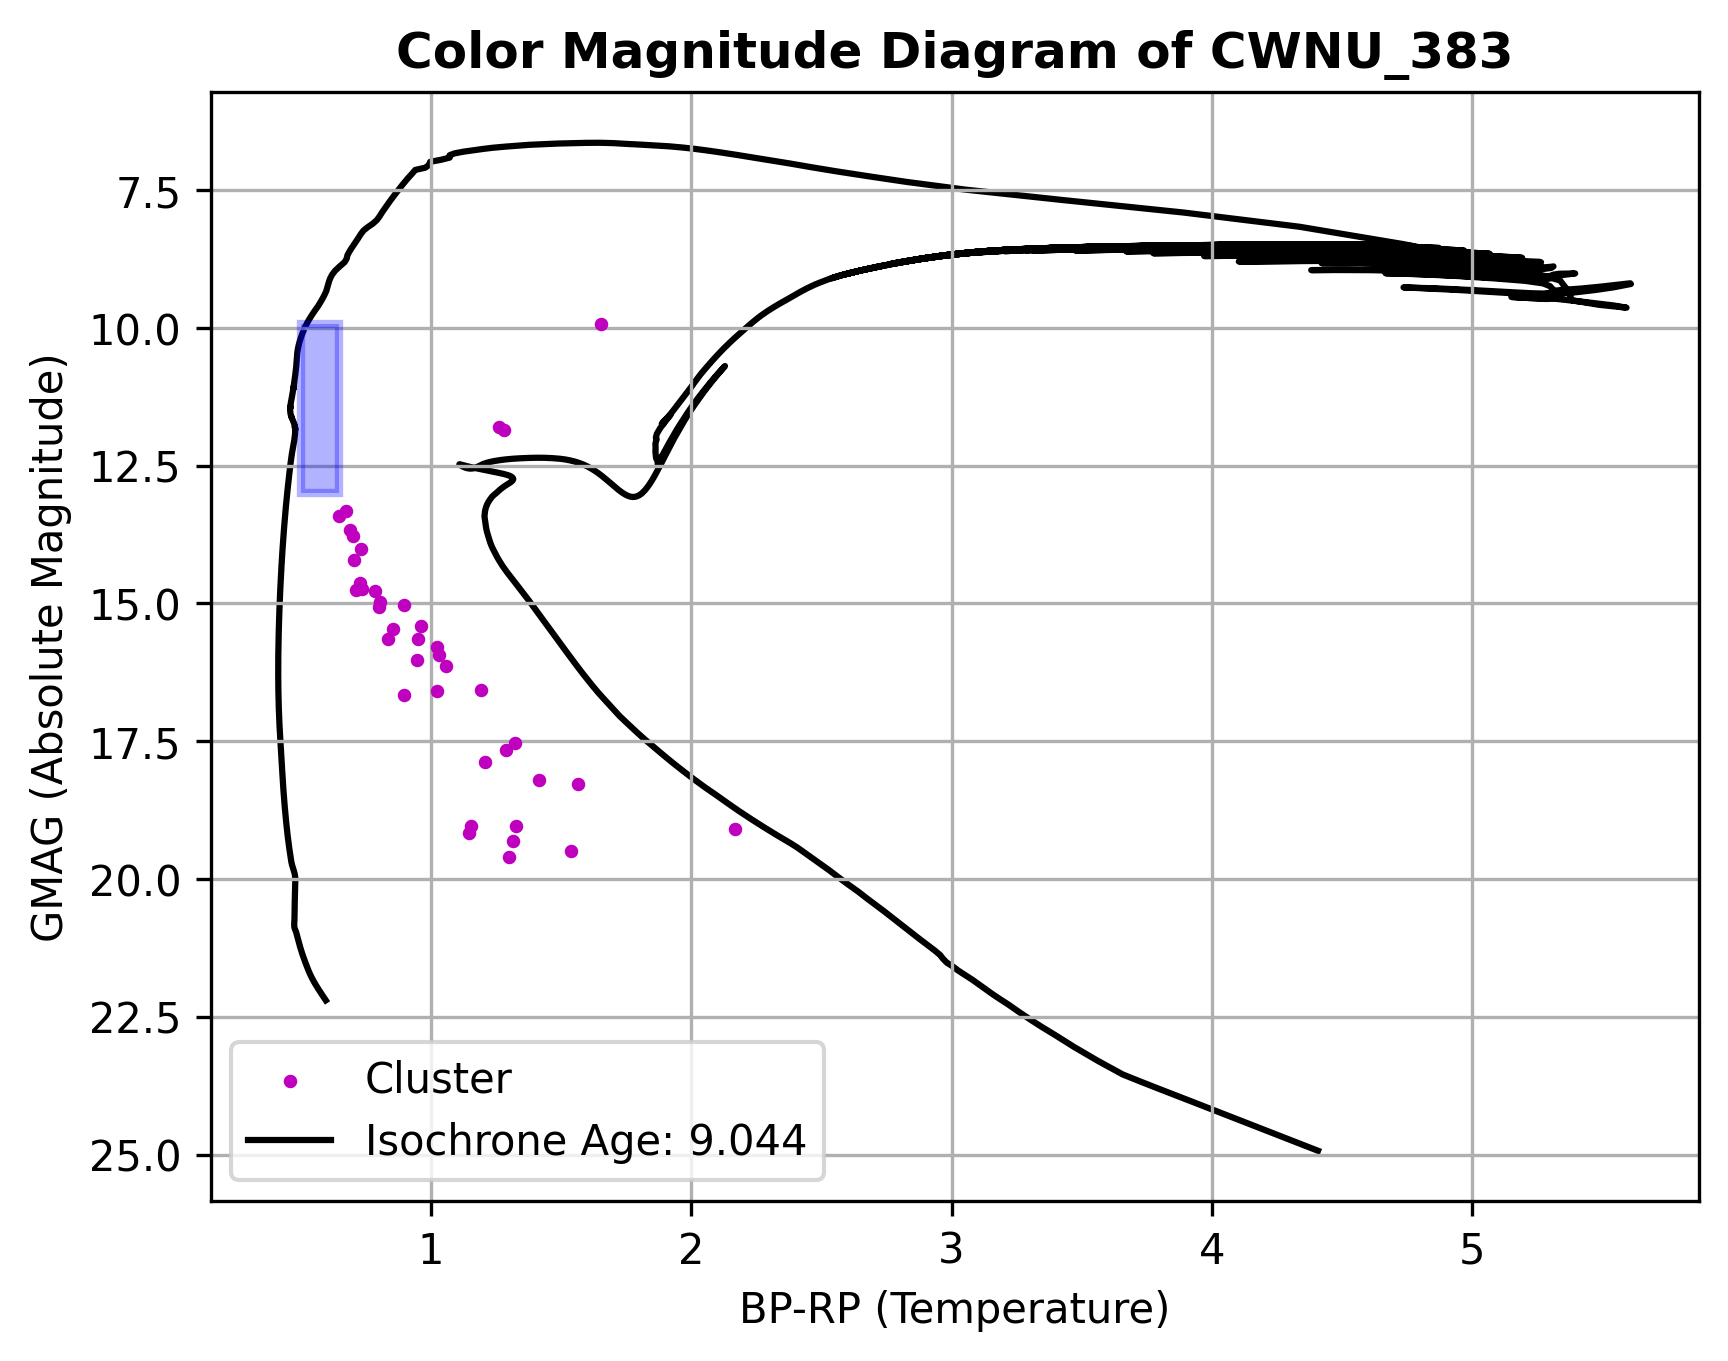 Color Magnitude Diagram of CWNU_383
GMAG (Absolute Magnitude)
7.5
10.0
12.5
15.0
17.5
20.0
22.5
25.0
Cluster
Isochrone Age: 9.044
1 2 3 4 5
BP-RP (Temperature)